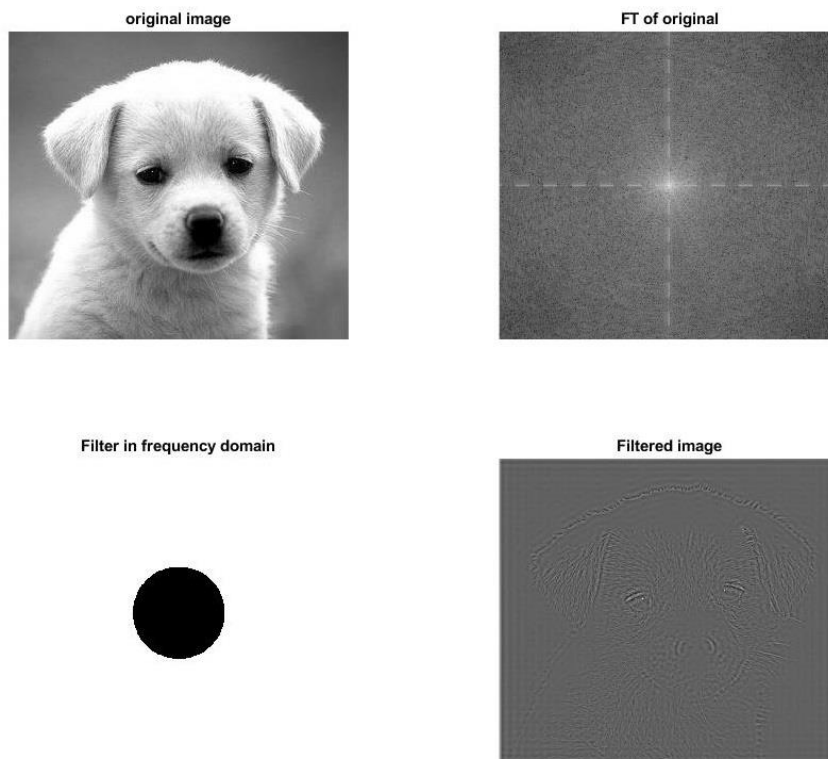 original image
FT of original
Filter in frequency domain
Filtered image